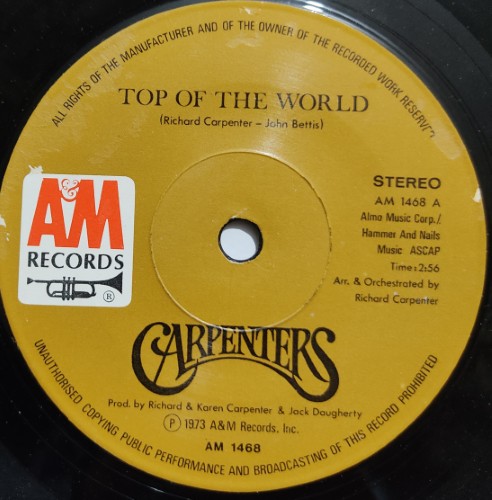 ALL RIGHTS OF THE MANUFACTURER AND OF THE OWNER OF THE RECORDED WORK RESERVED
TOP OF THE WORLD
(Richard Carpenter – John Bettis)
STEREO
AM 1468 A
Almo Music Corp./
Hammer And Nails
Music ASCAP
Time: 2:56
Arr. & Orchestrated by
Richard Carpenter
A&M
RECORDS
®
CARPENTERS
Prod. by Richard & Karen Carpenter & Jack Daugherty
℗ 1973 A&M Records, Inc.
AM 1468
UNAUTHORISED COPYING PUBLIC PERFORMANCE AND BROADCASTING OF THIS RECORD PROHIBITED